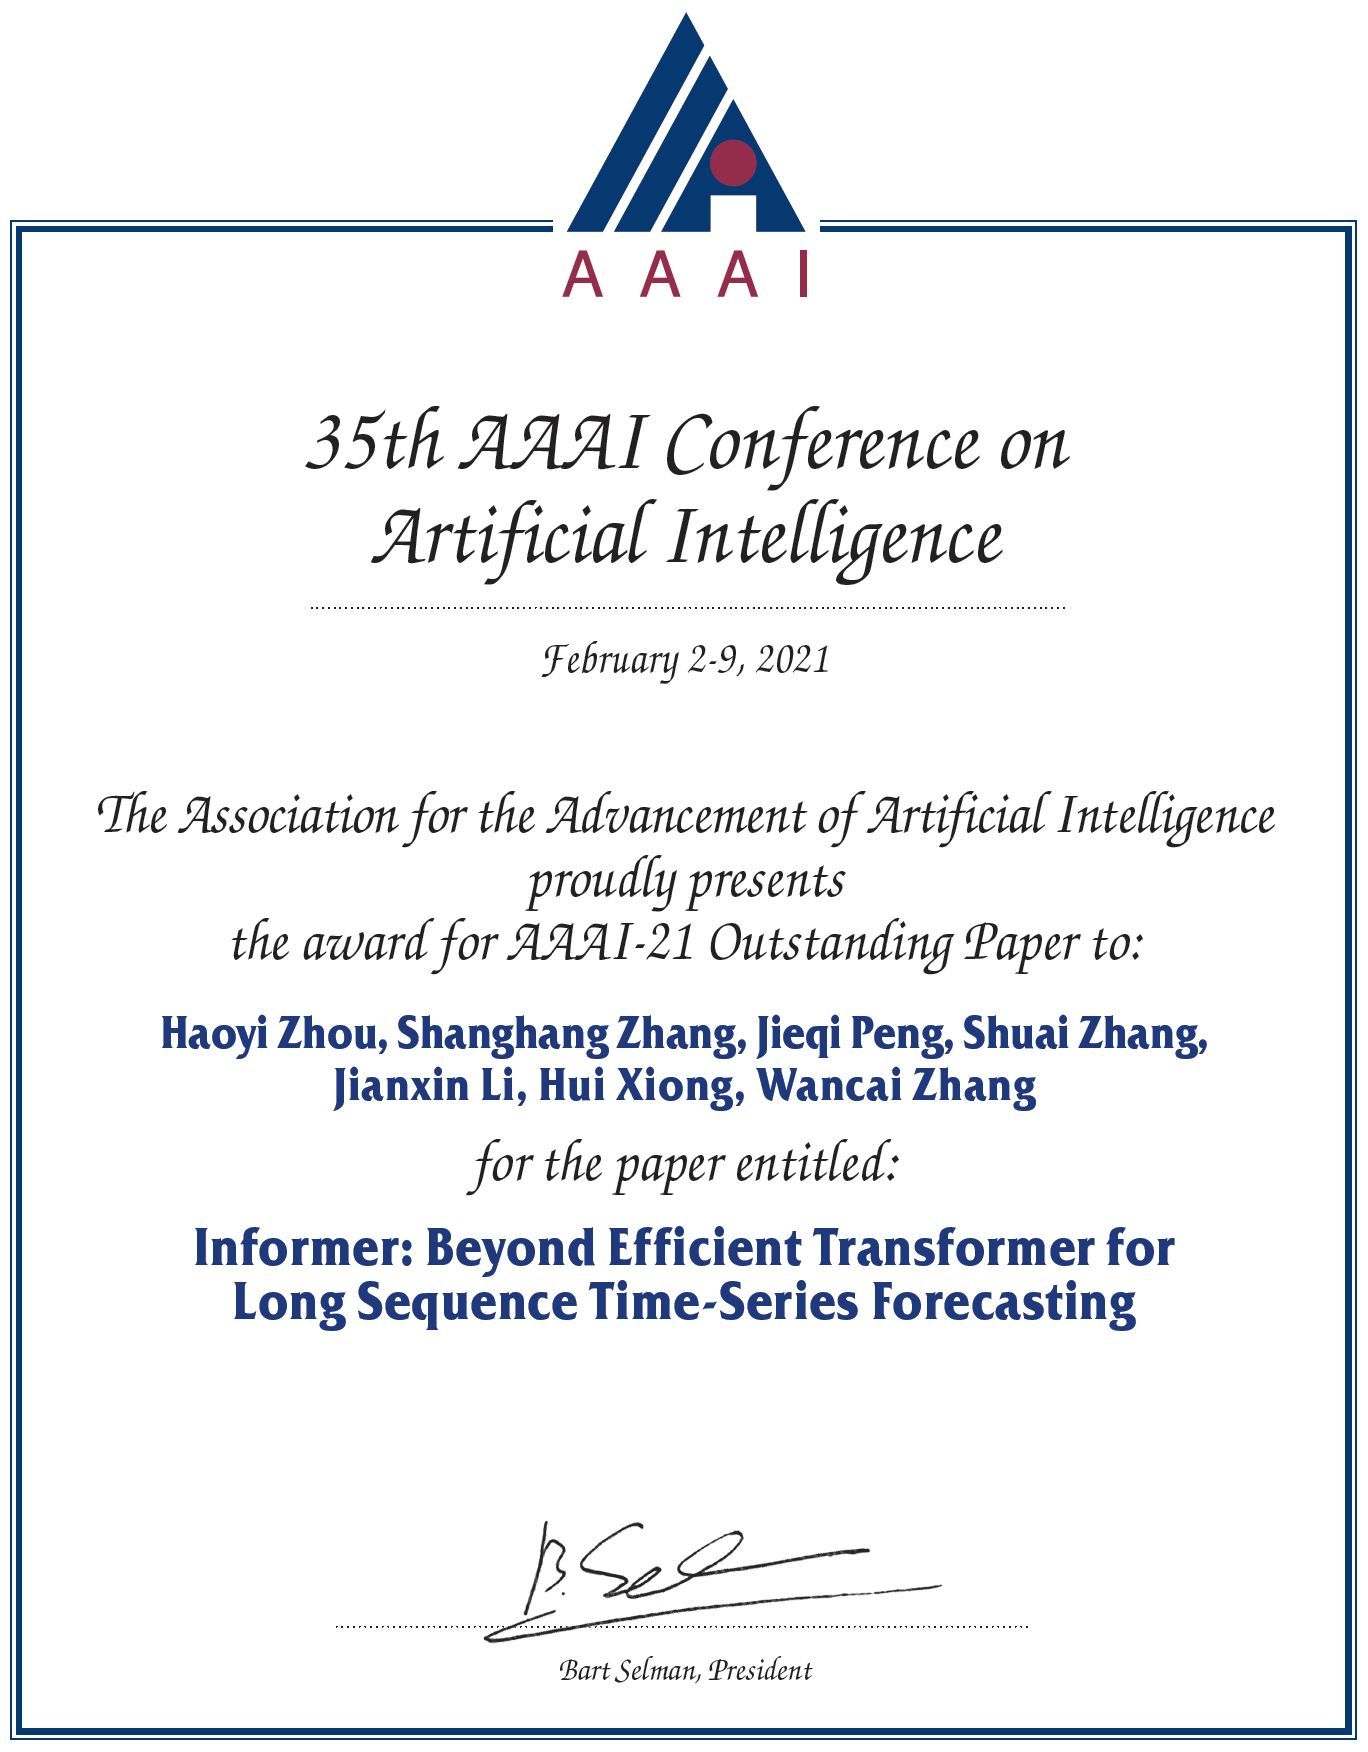 A A A I
35th AAAI Conference on
Artificial Intelligence
February 2-9, 2021
The Association for the Advancement of Artificial Intelligence
proudly presents
the award for AAAI-21 Outstanding Paper to:
Haoyi Zhou, Shanghang Zhang, Jieqi Peng, Shuai Zhang,
Jianxin Li, Hui Xiong, Wancai Zhang
for the paper entitled:
Informer: Beyond Efficient Transformer for
Long Sequence Time-Series Forecasting
B. Sel
Bart Selman, President